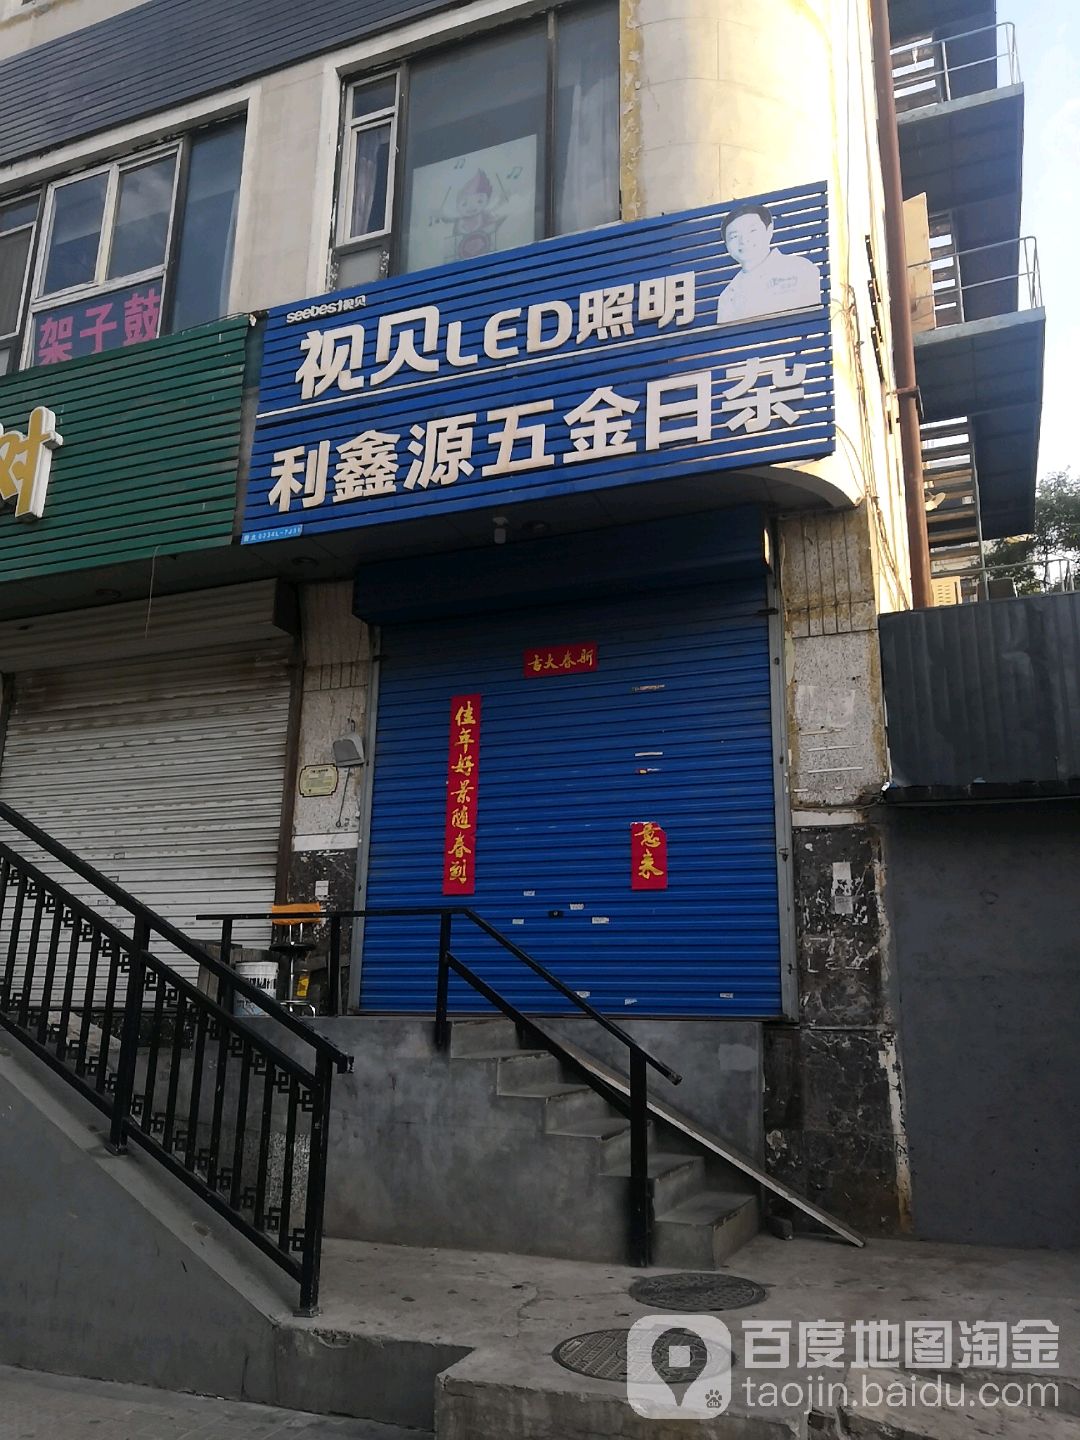 架子鼓
树
seebest视贝
视贝LED照明
利鑫源五金日杂
吉大春新
佳年好景随春到
意来
百度地图淘金
taojin.baidu.com